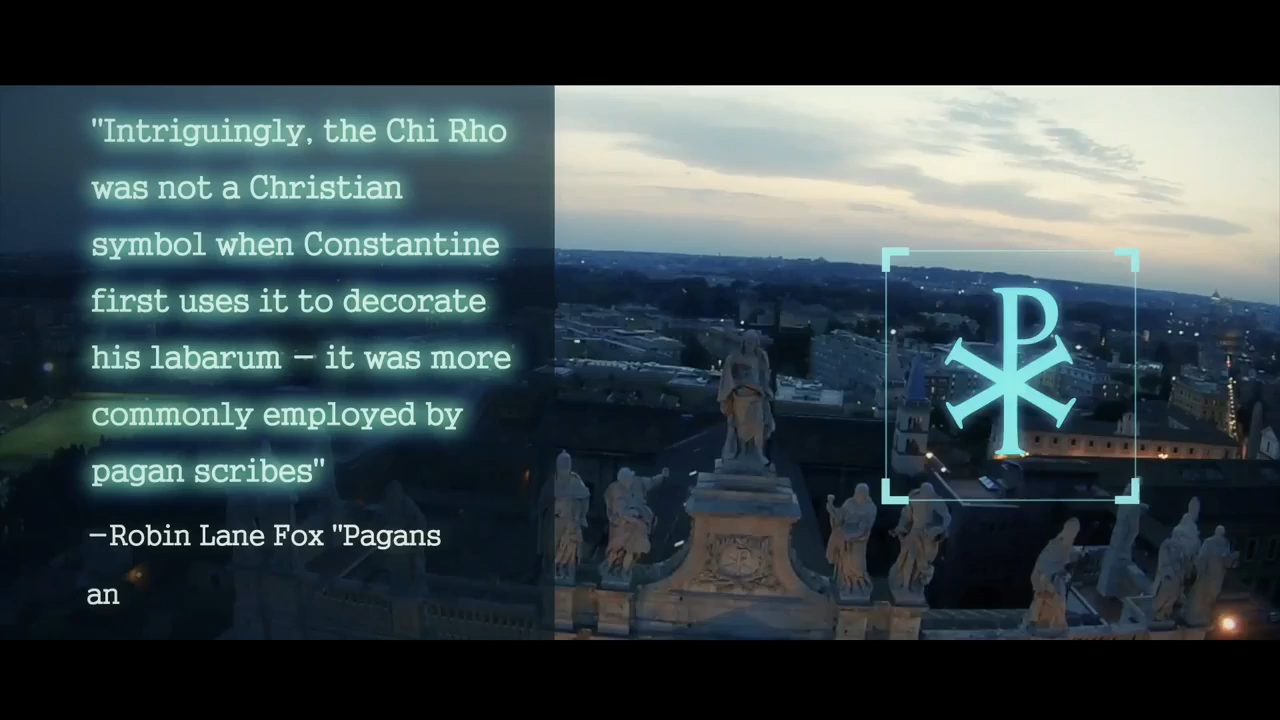 "Intriguingly, the Chi Rho
was not a Christian
symbol when Constantine
first uses it to decorate
his labarum — it was more
commonly employed by
pagan scribes"
—Robin Lane Fox "Pagans
an